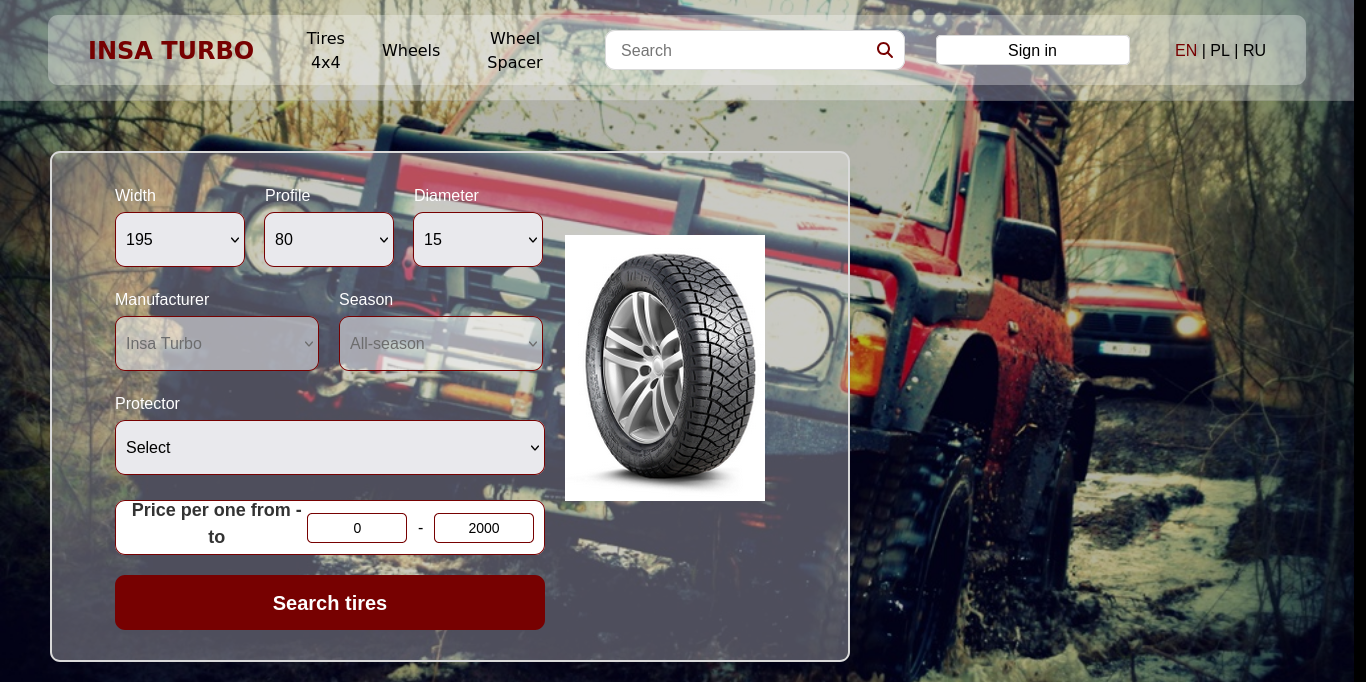 INSA TURBO
Tires
4x4
Wheels
Wheel
Spacer
Search
Sign in
EN | PL | RU
Width
Profile
Diameter
195
80
15
Manufacturer
Season
Insa Turbo
All-season
Protector
Select
Price per one from -
to
0
-
2000
Search tires